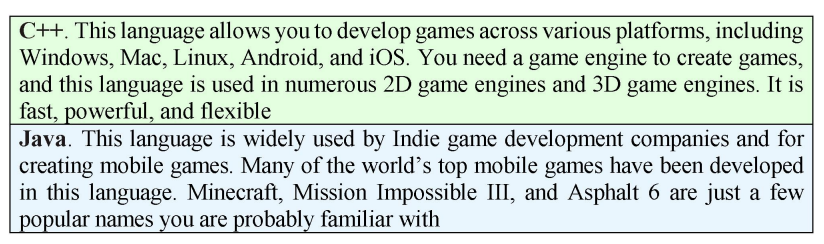 C++. This language allows you to develop games across various platforms, including
Windows, Mac, Linux, Android, and iOS. You need a game engine to create games,
and this language is used in numerous 2D game engines and 3D game engines. It is
fast, powerful, and flexible
Java. This language is widely used by Indie game development companies and for
creating mobile games. Many of the world’s top mobile games have been developed
in this language. Minecraft, Mission Impossible III, and Asphalt 6 are just a few
popular names you are probably familiar with